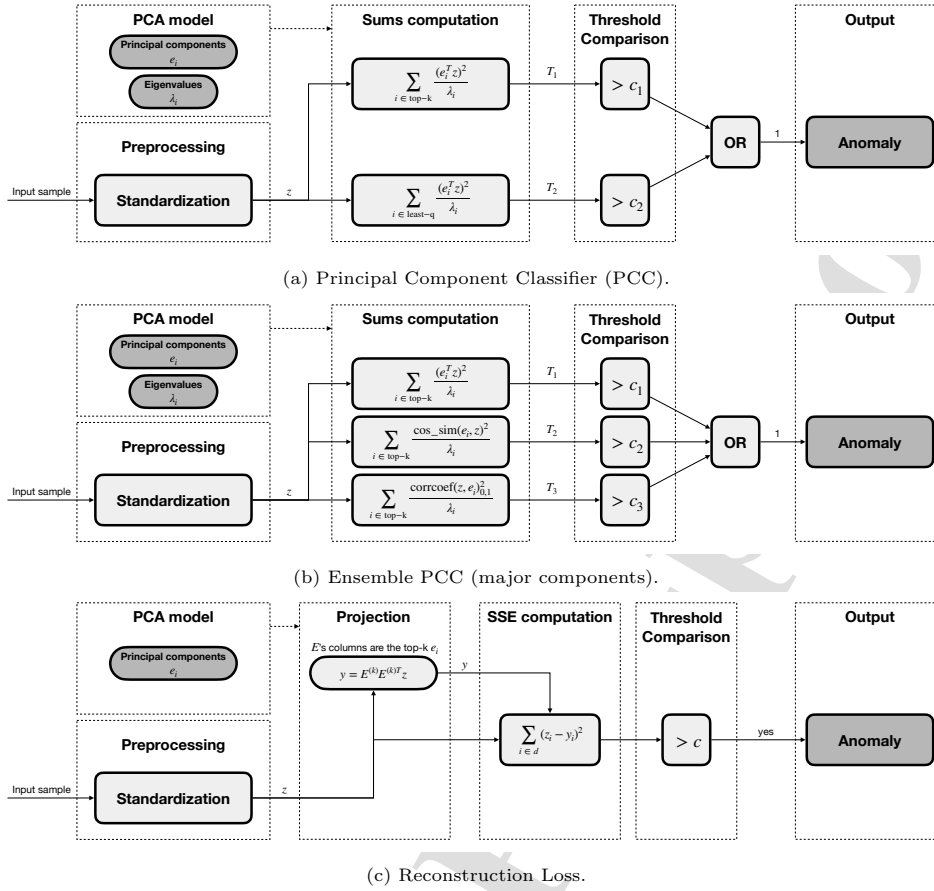 PCA model
Sums computation
Threshold
Comparison
Output
Principal components
e_i
Eigenvalues
λ_i
∑_{i ∈ top−k} (e_i^T z)^2 / λ_i
T_1
> c_1
Preprocessing
OR
1
Anomaly
Input sample
Standardization
z
∑_{i ∈ least−q} (e_i^T z)^2 / λ_i
T_2
> c_2
(a) Principal Component Classifier (PCC).
PCA model
Sums computation
Threshold
Comparison
Output
Principal components
e_i
Eigenvalues
λ_i
∑_{i ∈ top−k} (e_i^T z)^2 / λ_i
T_1
> c_1
Preprocessing
∑_{i ∈ top−k} cos_sim(e_i, z)^2 / λ_i
T_2
> c_2
OR
1
Anomaly
Input sample
Standardization
z
∑_{i ∈ top−k} corrcoef(z, e_i)^2_{0,1} / λ_i
T_3
> c_3
(b) Ensemble PCC (major components).
PCA model
Projection
SSE computation
Threshold
Comparison
Output
Principal components
e_i
E's columns are the top-k e_i
y = E^{(k)}E^{(k)T}z
y
Preprocessing
∑_{i ∈ d} (z_i − y_i)^2
> c
yes
Anomaly
Input sample
Standardization
z
(c) Reconstruction Loss.